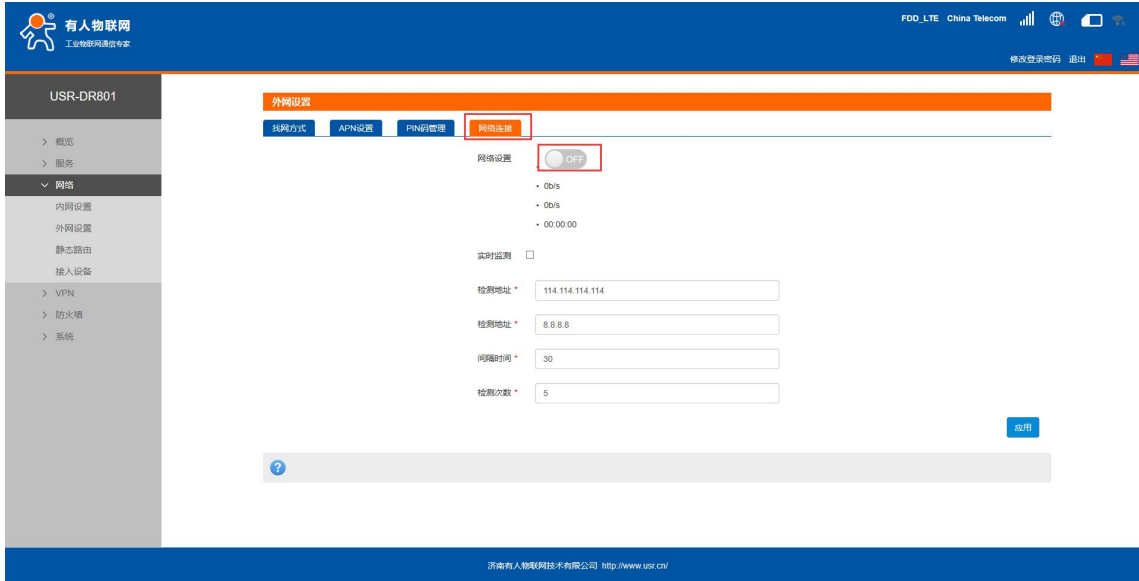 有人物联网
工业物联网通信专家
FDD_LTE China Telecom
修改登录密码 退出
USR-DR801
> 概览
> 服务
网络
内网设置
外网设置
静态路由
接入设备
> VPN
> 防火墙
> 系统
外网设置
找网方式 APN设置 PIN码管理 网络连接
网络设置 OFF
• 0b/s
• 0b/s
• 00:00:00
实时监测
检测地址 * 114.114.114.114
检测地址 * 8.8.8.8
间隔时间 * 30
检测次数 * 5
应用
?
济南有人物联网技术有限公司 http://www.usr.cn/